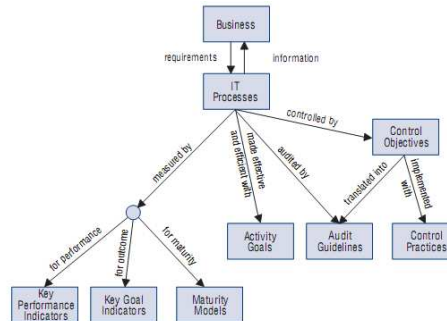 Business
requirements
information
IT
Processes
controlled by
Control
Objectives
measured by
made effective
and efficient with
audited by
translated into
implemented
with
Activity
Goals
Audit
Guidelines
Control
Practices
for performance
for outcome
for maturity
Key
Performance
Indicators
Key Goal
Indicators
Maturity
Models